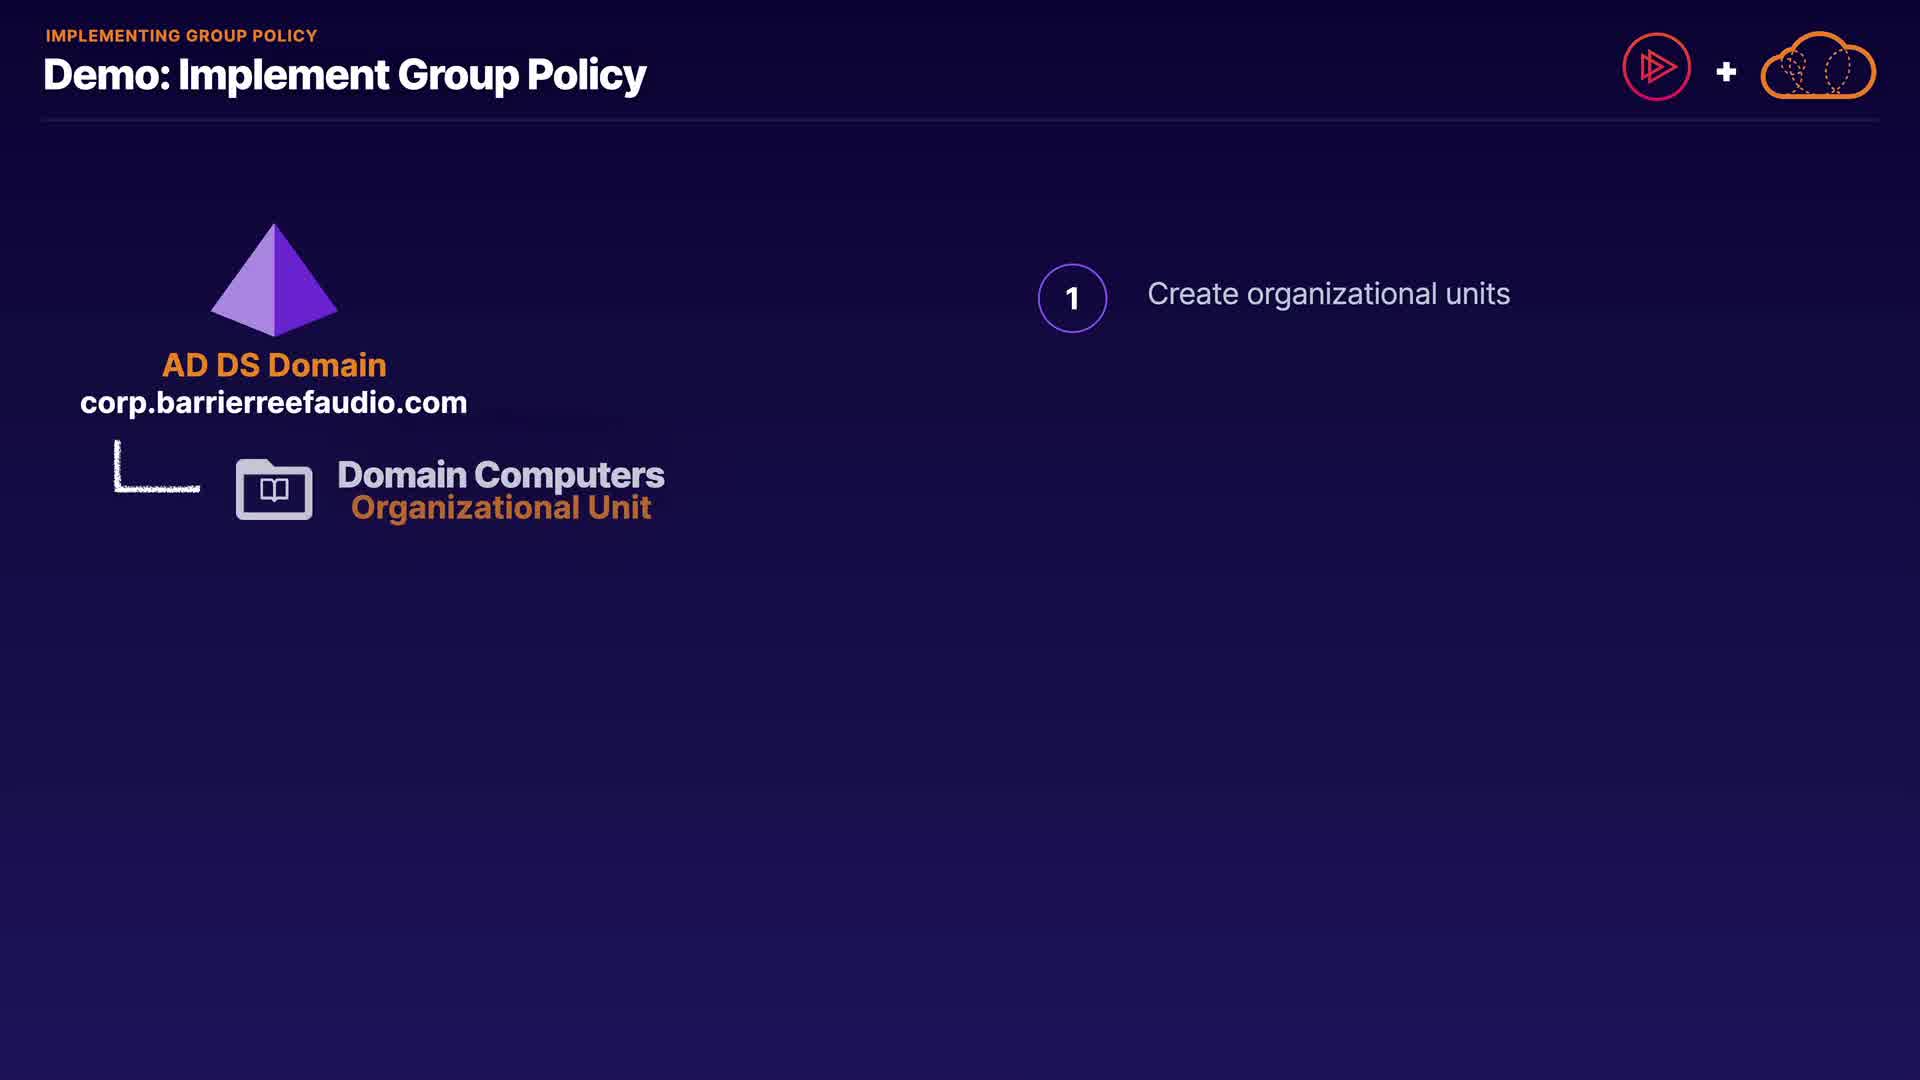 IMPLEMENTING GROUP POLICY
Demo: Implement Group Policy
+
AD DS Domain
corp.barrierreefaudio.com
Domain Computers
Organizational Unit
1
Create organizational units